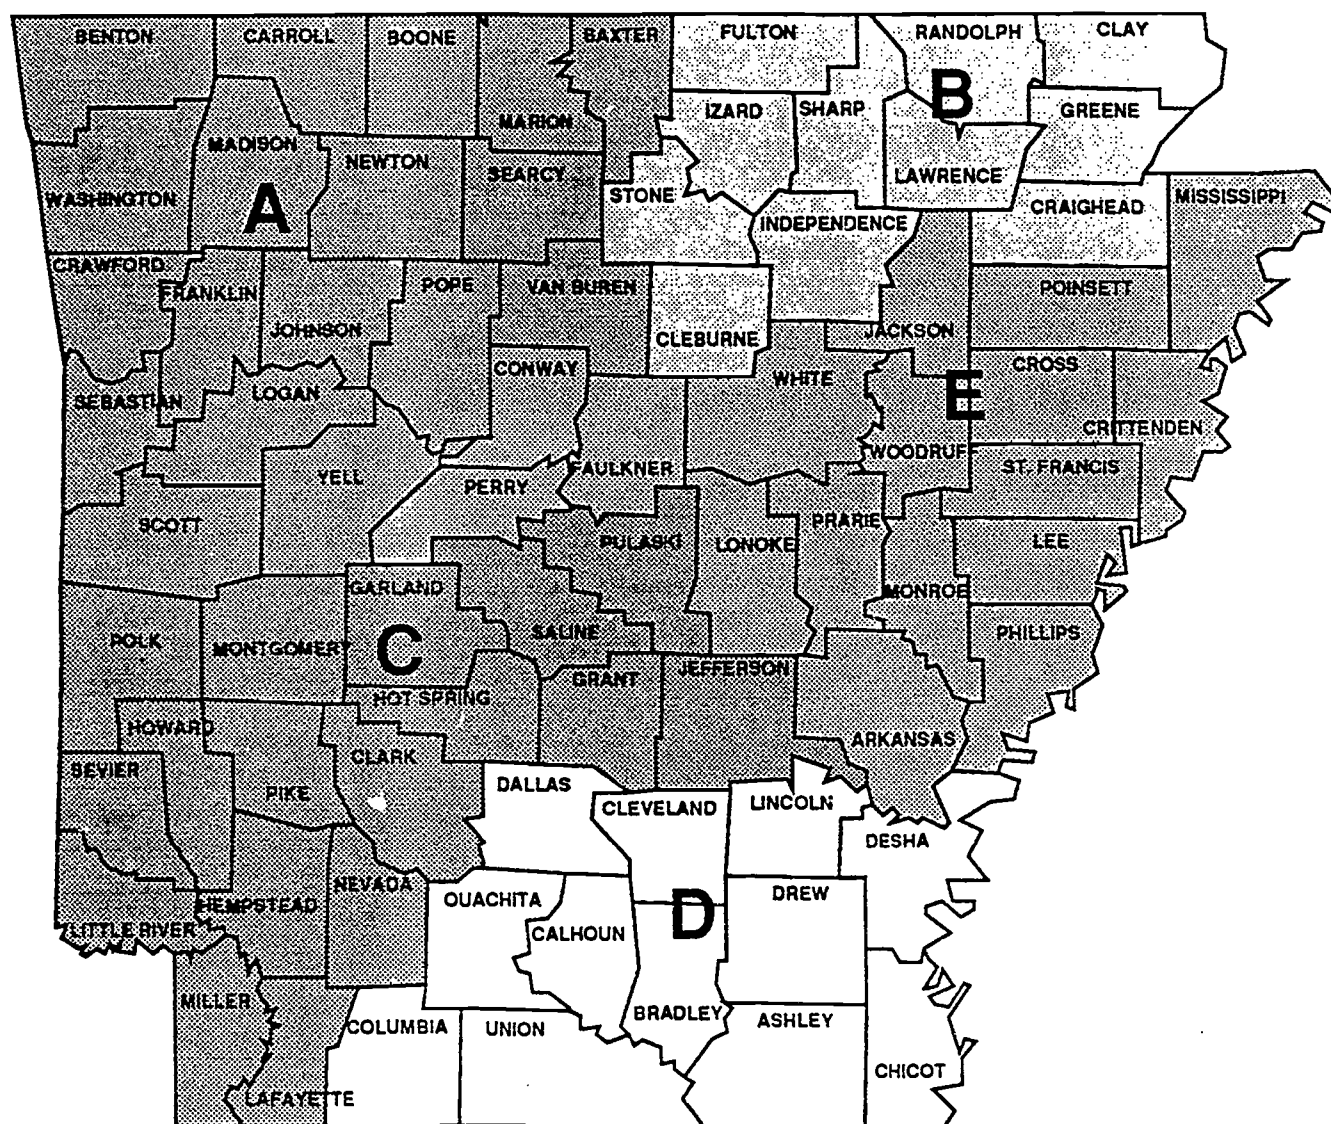 BENTON
CARROLL
BOONE
BAXTER
FULTON
RANDOLPH
CLAY
MARION
IZARD
SHARP
B
GREENE
MADISON
NEWTON
SEARCY
LAWRENCE
WASHINGTON
A
STONE
INDEPENDENCE
CRAIGHEAD
MISSISSIPPI
CRAWFORD
FRANKLIN
JOHNSON
POPE
VAN BUREN
CLEBURNE
JACKSON
POINSETT
SEBASTIAN
LOGAN
CONWAY
WHITE
E
CROSS
CRITTENDEN
YELL
PERRY
FAULKNER
WOODRUF
ST. FRANCIS
SCOTT
PULASKI
LONOKE
PRARIE
LEE
GARLAND
MONROE
POLK
MONTGOMERY
C
SALINE
PHILLIPS
HOT SPRING
GRANT
JEFFERSON
HOWARD
CLARK
ARKANSAS
SEVIER
PIKE
DALLAS
CLEVELAND
LINCOLN
DESHA
NEVADA
OUACHITA
DREW
HEMPSTEAD
D
LITTLE RIVER
CALHOUN
MILLER
BRADLEY
ASHLEY
COLUMBIA
UNION
CHICOT
LAFAYETTE